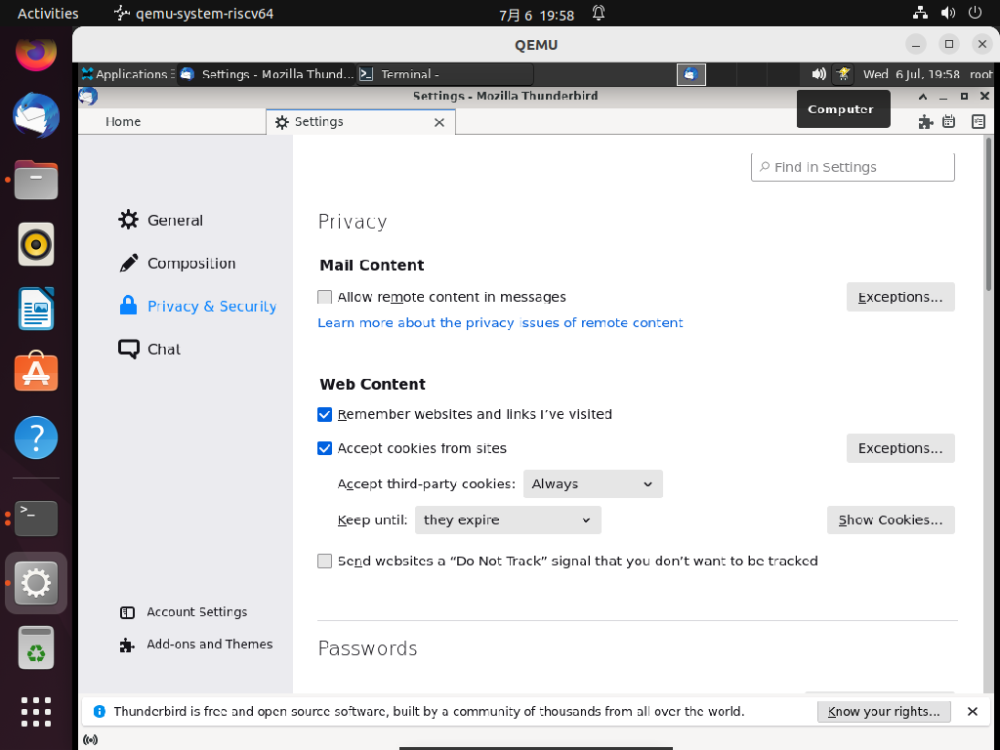 Activities
qemu-system-riscv64
7月 6 19:58
QEMU
Applications
Settings - Mozilla Thund...
Terminal -
Wed 6 Jul, 19:58
root
Settings - Mozilla Thunderbird
Computer
Home
Settings
Find in Settings
General
Composition
Privacy & Security
Chat
Privacy
Mail Content
Allow remote content in messages
Exceptions...
Learn more about the privacy issues of remote content
Web Content
Remember websites and links I’ve visited
Accept cookies from sites
Exceptions...
Accept third-party cookies:
Always
Keep until:
they expire
Show Cookies...
Send websites a “Do Not Track” signal that you don’t want to be tracked
Account Settings
Add-ons and Themes
Passwords
Thunderbird is free and open source software, built by a community of thousands from all over the world.
Know your rights...